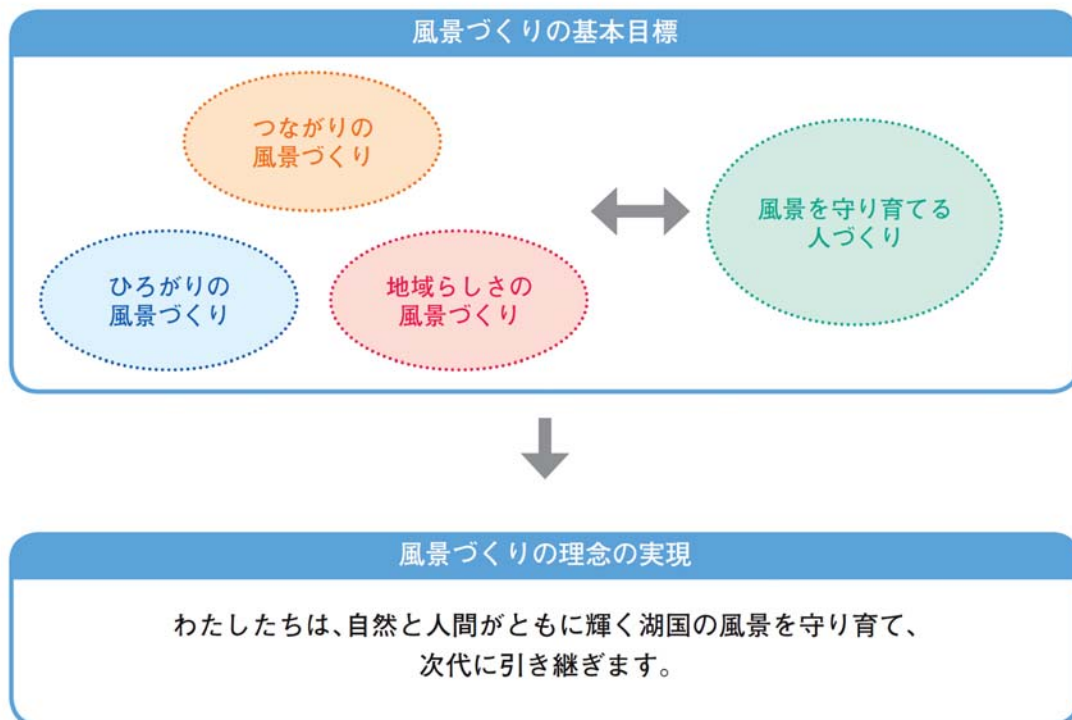 風景づくりの基本目標
つながりの
風景づくり
ひろがりの
風景づくり
地域らしさの
風景づくり
風景を守り育てる
人づくり
風景づくりの理念の実現
わたしたちは、自然と人間がともに輝く湖国の風景を守り育て、
次代に引き継ぎます。